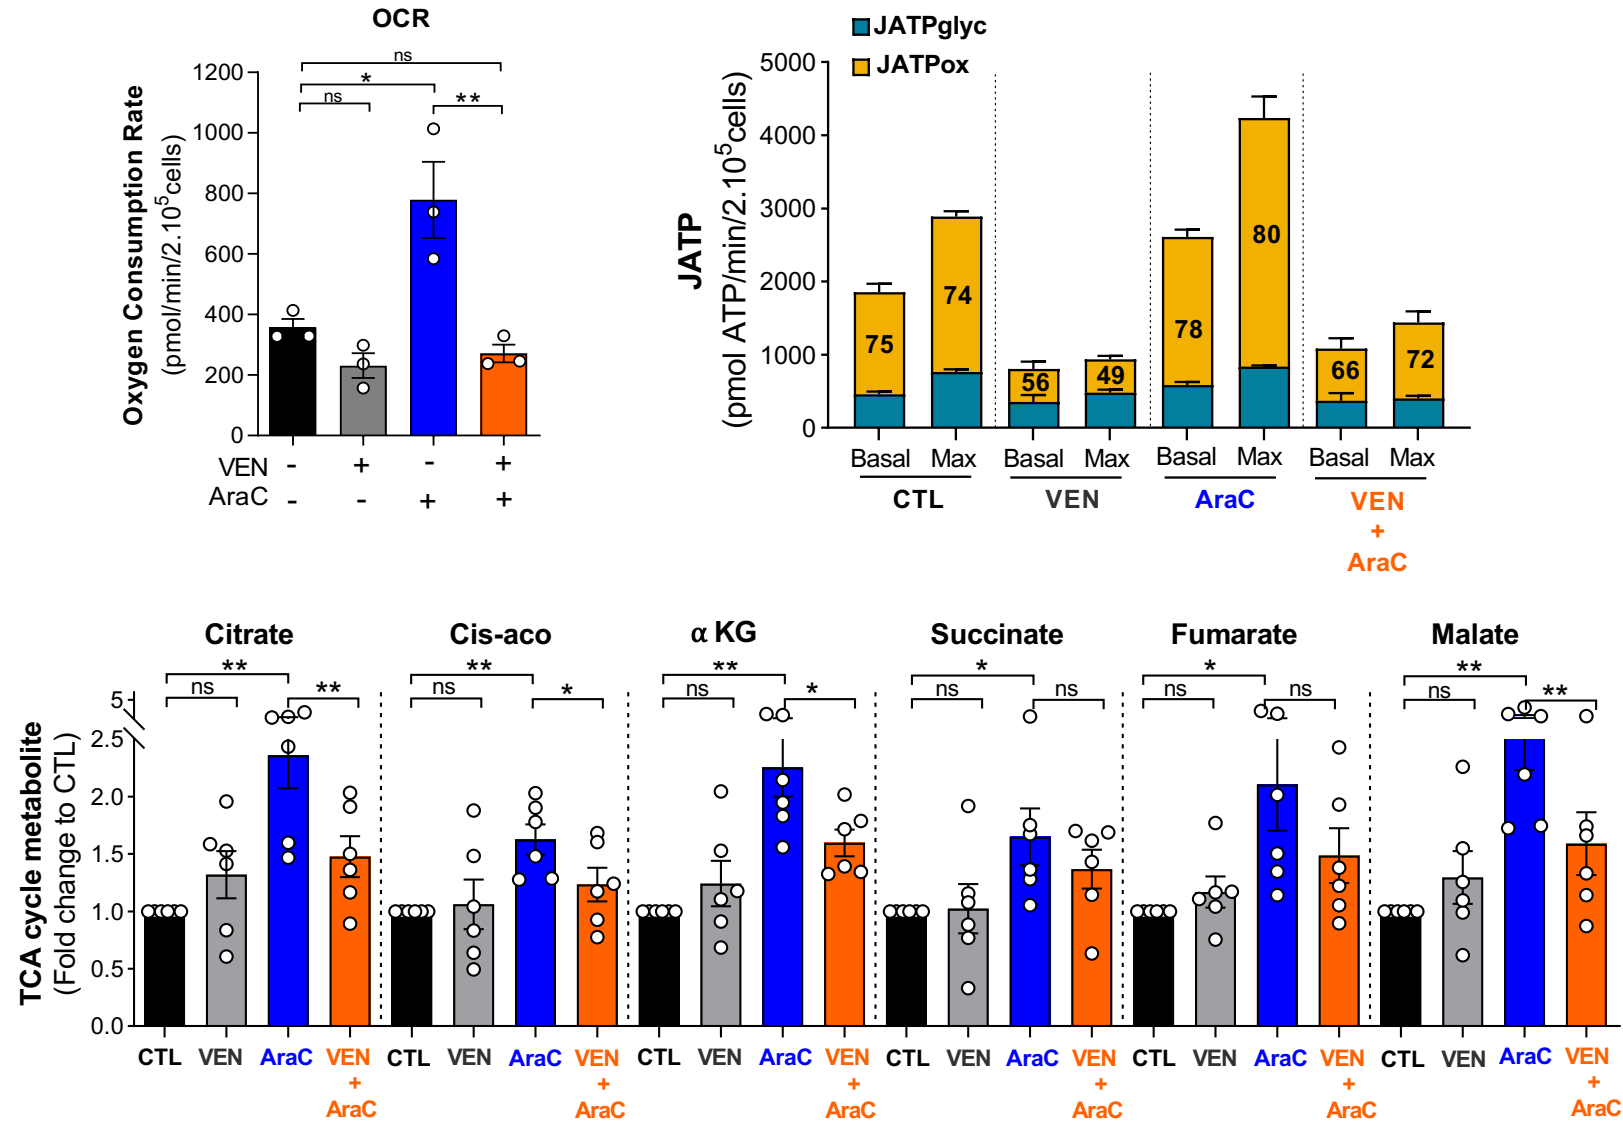 OCR
ns
*
ns
**
1200
1000
800
600
400
200
0
Oxygen Consumption Rate
(pmol/min/2.10⁵cells)
VEN - + - +
AraC - - + +
JATPglyc
JATPox
5000
4000
3000
2000
1000
0
JATP
(pmol ATP/min/2.10⁵cells)
75 74 56 49 78 80 66 72
Basal Max Basal Max Basal Max Basal Max
CTL VEN AraC VEN
+
AraC
Citrate Cis-aco α KG Succinate Fumarate Malate
** ** ** * * **
ns ** ns * ns * ns ns ns ns ns **
5
2.5
2.0
1.5
1.0
0.5
0.0
TCA cycle metabolite
(Fold change to CTL)
CTL VEN AraC VEN CTL VEN AraC VEN CTL VEN AraC VEN CTL VEN AraC VEN CTL VEN AraC VEN CTL VEN AraC VEN
+ + + + + +
AraC AraC AraC AraC AraC AraC